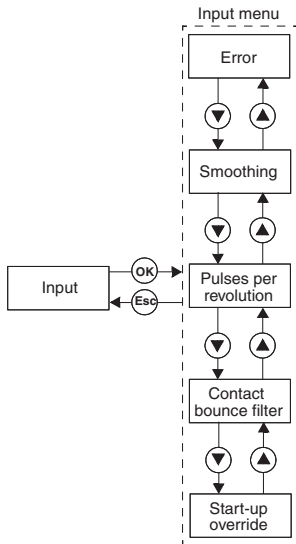 Input menu
Error
Smoothing
OK
Input
Esc
Pulses per
revolution
Contact
bounce filter
Start-up
override